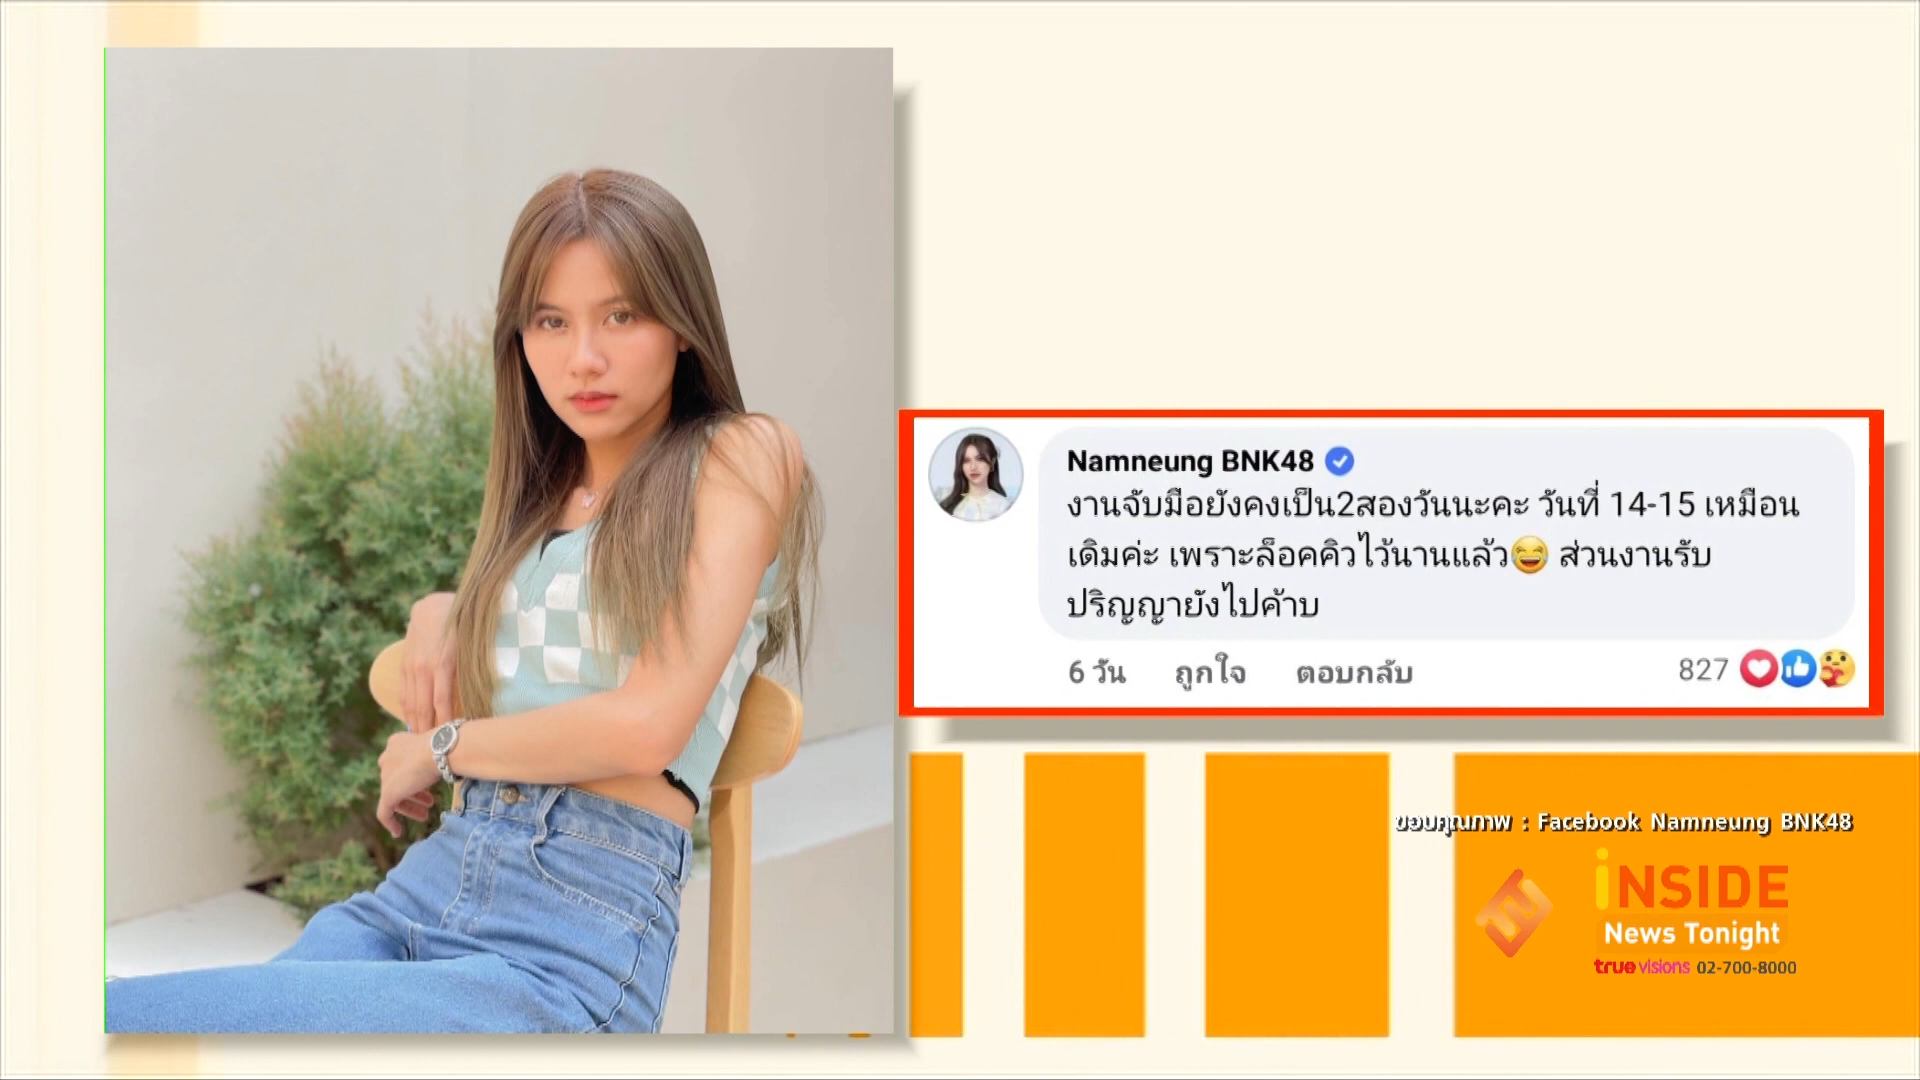 Namneung BNK48
งานจับมือยังคงเป็น2สองวันนะคะ วันที่ 14-15 เหมือน
เดิมค่ะ เพราะล็อคคิวไว้นานแล้ว😂 ส่วนงานรับ
ปริญญายังไปค้าบ
6 วัน ถูกใจ ตอบกลับ 827
ขอบคุณภาพ : Facebook Namneung BNK48
iNSIDE
News Tonight
truevisions 02-700-8000